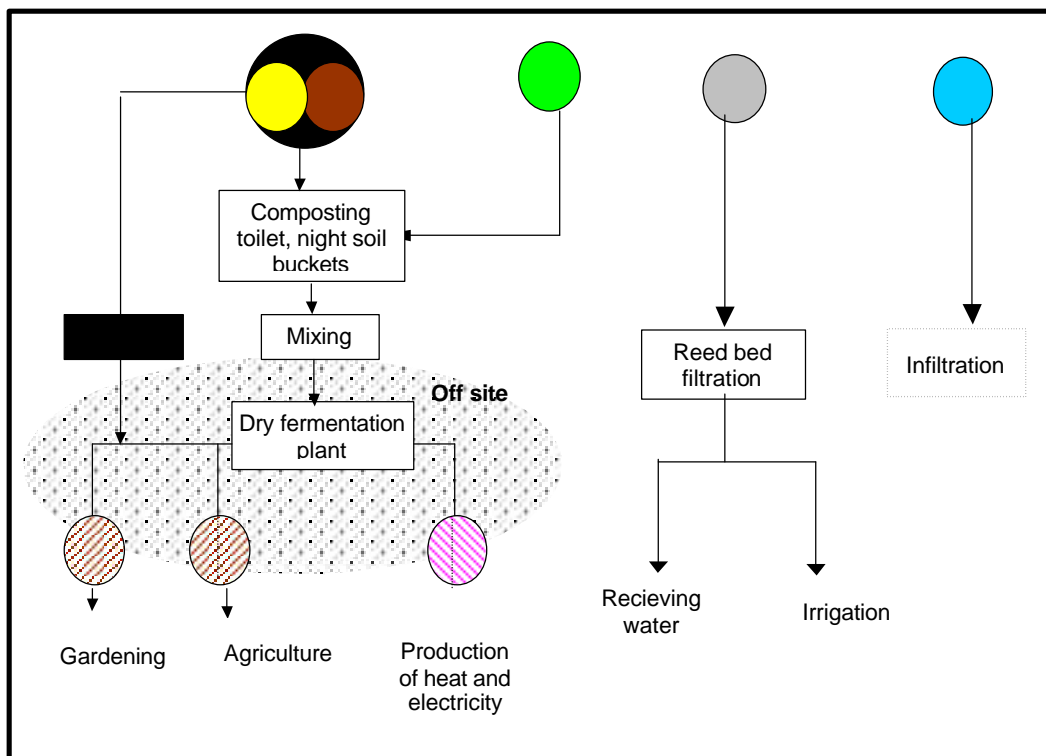 Composting
toilet, night soil
buckets
Mixing
Reed bed
filtration
Infiltration
Off site
Dry fermentation
plant
Recieving
water
Irrigation
Gardening
Agriculture
Production
of heat and
electricity